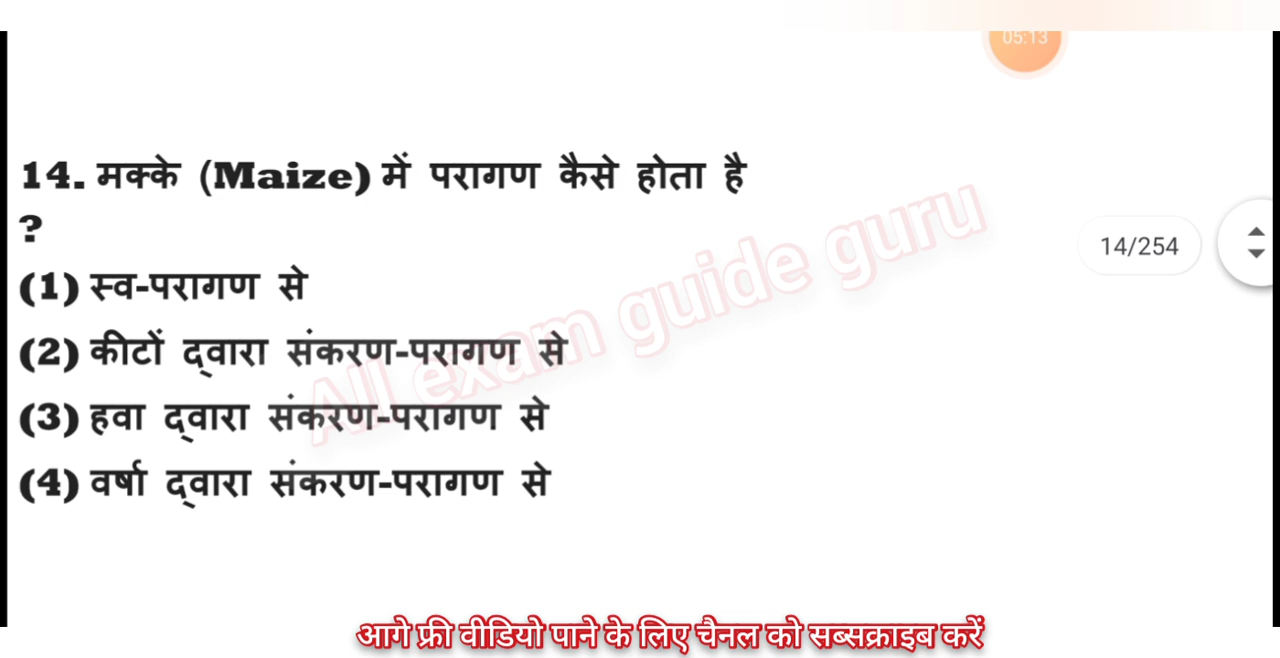 05:13
14. मक्के (Maize) में परागण कैसे होता है
?
14/254
(1) स्व-परागण से
(2) कीटों द्वारा संकरण-परागण से
(3) हवा द्वारा संकरण-परागण से
(4) वर्षा द्वारा संकरण-परागण से
All exam guide guru
आगे फ्री वीडियो पाने के लिए चैनल को सब्सक्राइब करें